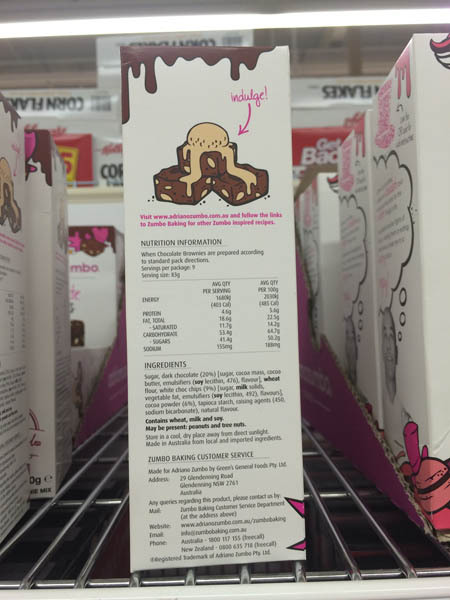 CORN FLAKES
indulge!
Visit www.adrianozumbo.com.au and follow the links
to Zumbo Baking for other Zumbo inspired recipes.
NUTRITION INFORMATION
When Chocolate Brownies are prepared according
to standard pack directions.
Servings per package: 9
Serving size: 83g
AVG QTY AVG QTY
PER SERVING PER 100g
ENERGY 1680kJ 2030kJ
(403 Cal) (485 Cal)
PROTEIN 4.6g 5.6g
FAT, TOTAL 18.6g 22.5g
- SATURATED 11.7g 14.2g
CARBOHYDRATE 53.4g 64.7g
- SUGARS 41.4g 50.2g
SODIUM 155mg 188mg
INGREDIENTS
Sugar, dark chocolate (20%) [sugar, cocoa mass, cocoa
butter, emulsifiers (soy lecithin, 476), flavour], wheat
flour, white choc chips (9%) [sugar, milk solids,
vegetable fat, emulsifiers (soy lecithin, 492), flavours],
cocoa powder (6%), tapioca starch, raising agents (450,
sodium bicarbonate), natural flavour.
Contains wheat, milk and soy.
May be present: peanuts and tree nuts.
Store in a cool, dry place away from direct sunlight.
Made in Australia from local and imported ingredients.
ZUMBO BAKING CUSTOMER SERVICE
Made for Adriano Zumbo by Green's General Foods Pty. Ltd.
Address: 29 Glendenning Road
Glendenning NSW 2761
Australia
Any queries regarding this product, please contact us by:
Mail: Zumbo Baking Customer Service Department
(at the address above)
Website: www.adrianozumbo.com.au/zumbobaking
Email: info@zumbobaking.com.au
Phone: Australia - 1800 117 155 (freecall)
New Zealand - 0800 635 718 (freecall)
®Registered Trademark of Adriano Zumbo Pty. Ltd.